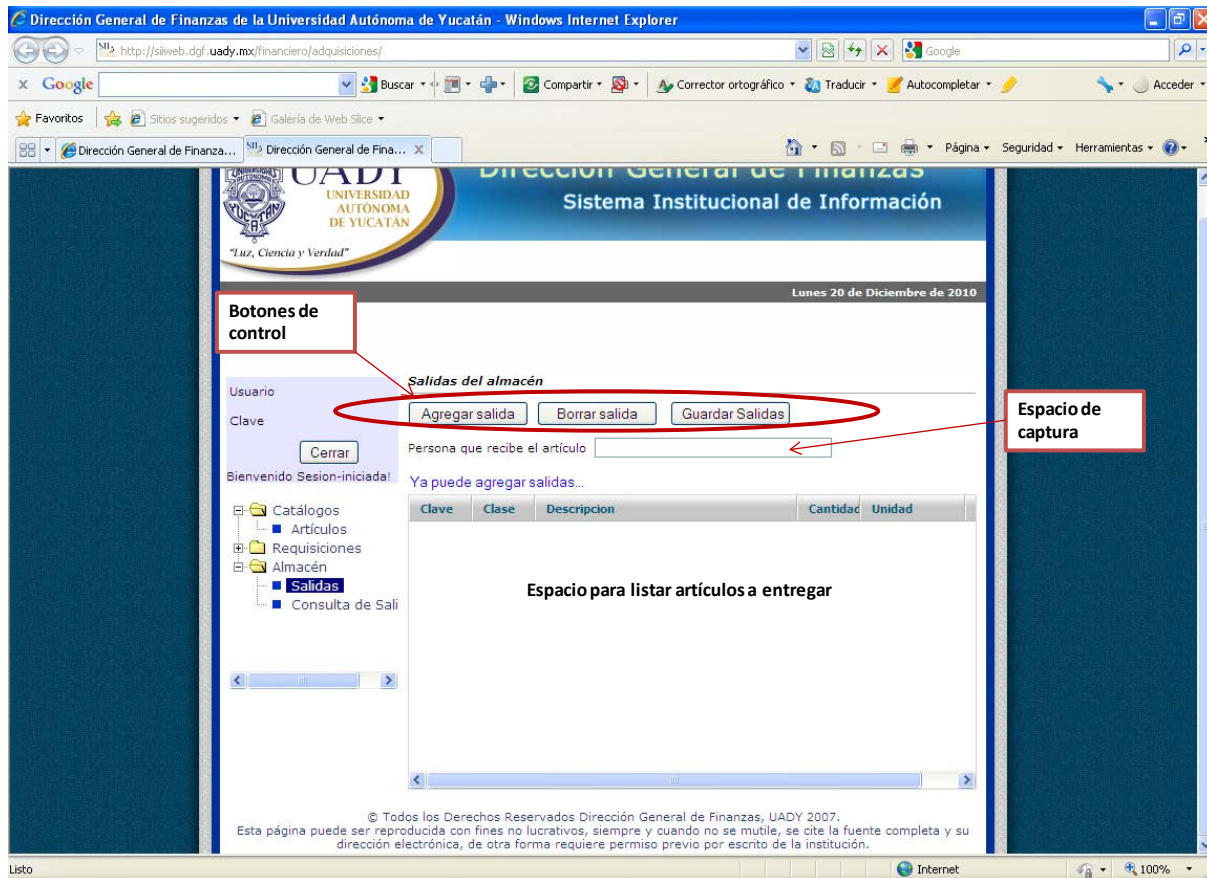 Dirección General de Finanzas de la Universidad Autónoma de Yucatán - Windows Internet Explorer
http://siiweb.dgf.uady.mx/financiero/adquisiciones/
Google
x Google
Buscar
Compartir
Corrector ortográfico
Traducir
Autocompletar
Acceder
Favoritos
Sitios sugeridos
Galería de Web Slice
Dirección General de Finanza...
Dirección General de Fina...
Página
Seguridad
Herramientas
UADY
Dirección General de Finanzas
UNIVERSIDAD
AUTÓNOMA
DE YUCATÁN
Sistema Institucional de Información
"Luz, Ciencia y Verdad"
Lunes 20 de Diciembre de 2010
Botones de
control
Salidas del almacén
Usuario
Clave
Agregar salida
Borrar salida
Guardar Salidas
Espacio de
captura
Cerrar
Persona que recibe el artículo
Bienvenido Sesion-iniciada!
Ya puede agregar salidas...
Catálogos
Artículos
Requisiciones
Almacén
Salidas
Consulta de Sali
Clave Clase Descripcion Cantidad Unidad
Espacio para listar artículos a entregar
© Todos los Derechos Reservados Dirección General de Finanzas, UADY 2007.
Esta página puede ser reproducida con fines no lucrativos, siempre y cuando no se mutile, se cite la fuente completa y su
dirección electrónica, de otra forma requiere permiso previo por escrito de la institución.
Listo
Internet
100%